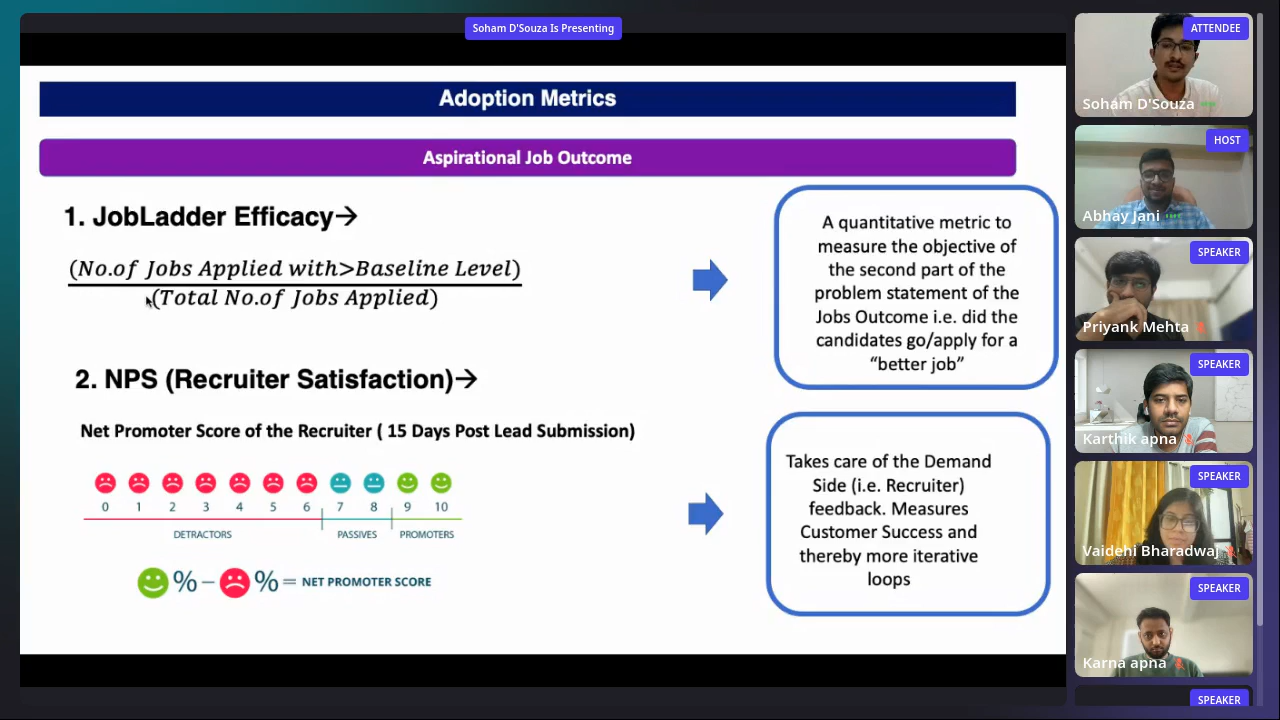 Soham D'Souza Is Presenting
Adoption Metrics
Aspirational Job Outcome
1. JobLadder Efficacy→
(No.of Jobs Applied with>Baseline Level)
(Total No.of Jobs Applied)
A quantitative metric to
measure the objective of
the second part of the
problem statement of the
Jobs Outcome i.e. did the
candidates go/apply for a
“better job”
2. NPS (Recruiter Satisfaction)→
Net Promoter Score of the Recruiter ( 15 Days Post Lead Submission)
0 1 2 3 4 5 6 7 8 9 10
DETRACTORS PASSIVES PROMOTERS
% – % = NET PROMOTER SCORE
Takes care of the Demand
Side (i.e. Recruiter)
feedback. Measures
Customer Success and
thereby more iterative
loops
ATTENDEE
Soham D'Souza
HOST
Abhay Jani
SPEAKER
Priyank Mehta
SPEAKER
Karthik apna
SPEAKER
Vaidehi Bharadwaj
SPEAKER
Karna apna
SPEAKER